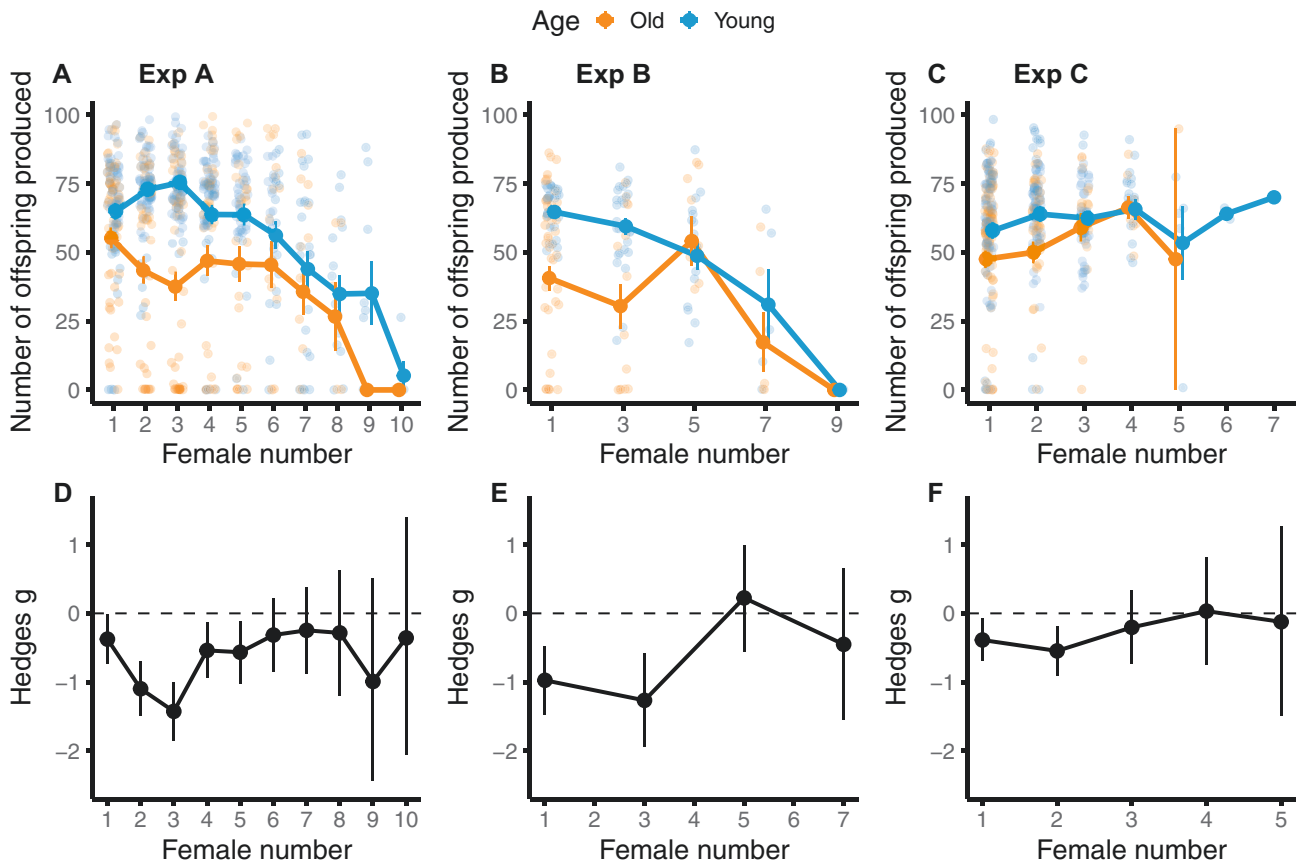 Age Old Young
A Exp A
B Exp B
C Exp C
Number of offspring produced
100
75
50
25
0
1 2 3 4 5 6 7 8 9 10
Female number
Number of offspring produced
100
75
50
25
0
1 3 5 7 9
Female number
Number of offspring produced
100
75
50
25
0
1 2 3 4 5 6 7
Female number
D
Hedges g
1
0
−1
−2
1 2 3 4 5 6 7 8 9 10
Female number
E
Hedges g
1
0
−1
−2
1 2 3 4 5 6 7
Female number
F
Hedges g
1
0
−1
−2
1 2 3 4 5
Female number